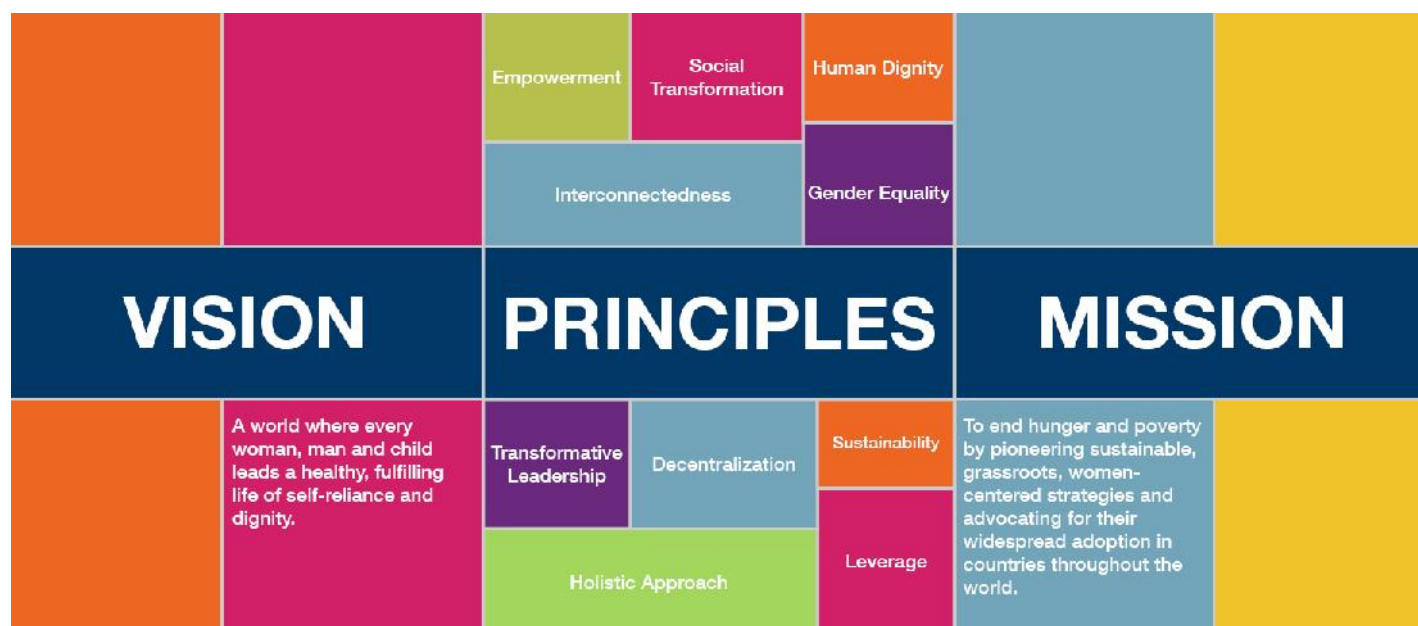 Empowerment
Social
Transformation
Human Dignity
Interconnectedness
Gender Equality
VISION
PRINCIPLES
MISSION
A world where every
woman, man and child
leads a healthy, fulfilling
life of self-reliance and
dignity.
Transformative
Leadership
Decentralization
Sustainability
Leverage
Holistic Approach
To end hunger and poverty
by pioneering sustainable,
grassroots, women-
centered strategies and
advocating for their
widespread adoption in
countries throughout the
world.